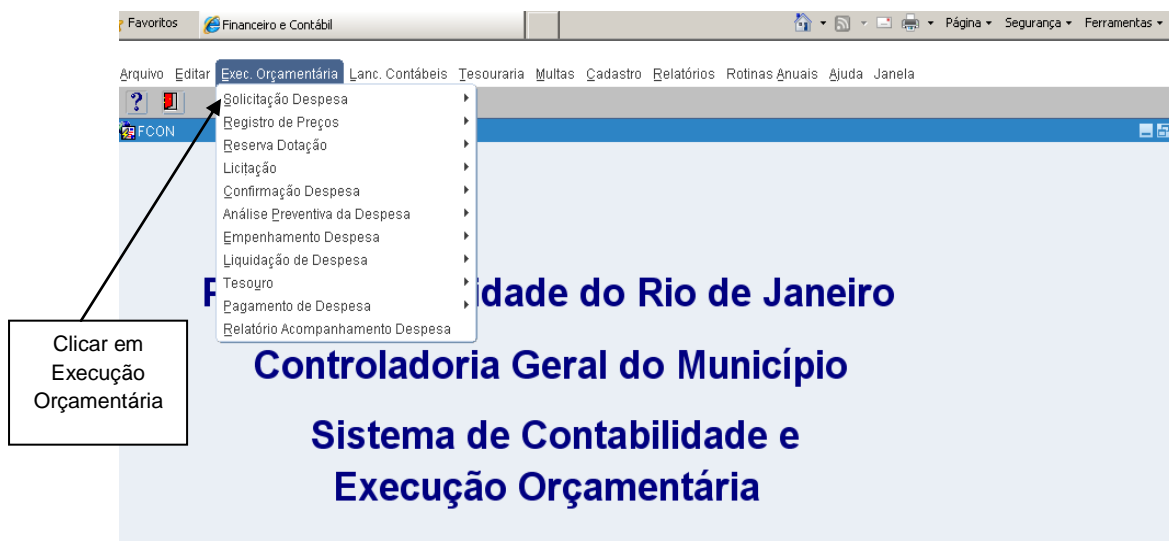 Favoritos Financeiro e Contábil Página Segurança Ferramentas
Arquivo Editar Exec. Orçamentária Lanc. Contábeis Tesouraria Multas Cadastro Relatórios Rotinas Anuais Ajuda Janela
?
FCON
Solicitação Despesa
Registro de Preços
Reserva Dotação
Licitação
Confirmação Despesa
Análise Preventiva da Despesa
Empenhamento Despesa
Liquidação de Despesa
Tesouro
Pagamento de Despesa
Relatório Acompanhamento Despesa
Clicar em
Execução
Orçamentária
P idade do Rio de Janeiro
Controladoria Geral do Município
Sistema de Contabilidade e
Execução Orçamentária